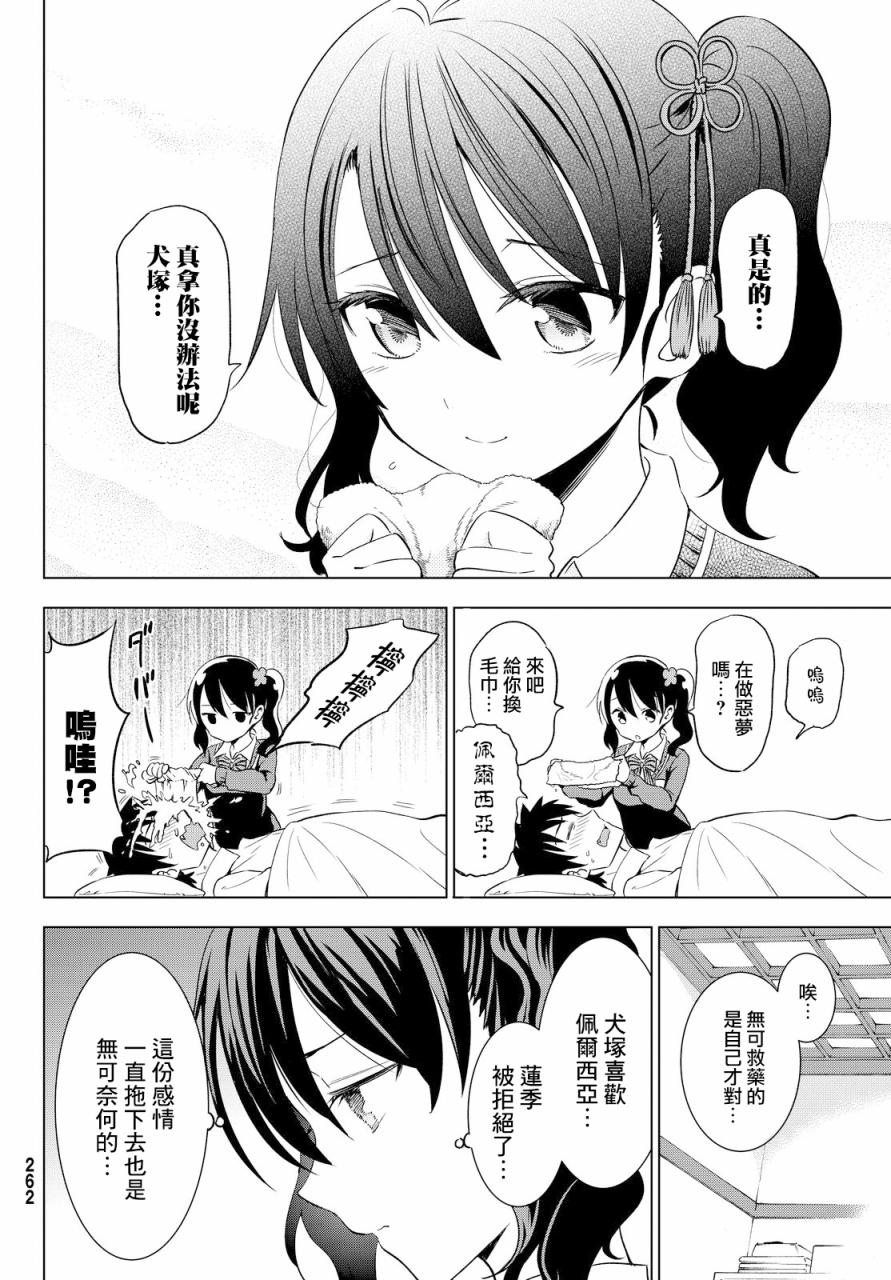 真是的…
真拿你沒辦法呢
犬塚…
嗚嗚
在做惡夢
嗎…?
來吧
給你換
毛巾…
佩爾西亞…
擰擰擰
ダバー
嗚哇!?
唉…
無可救藥的
是自己才對…
犬塚喜歡
佩爾西亞…
蓮季
被拒絕了…
這份感情
一直拖下去也是
無可奈何的…
262